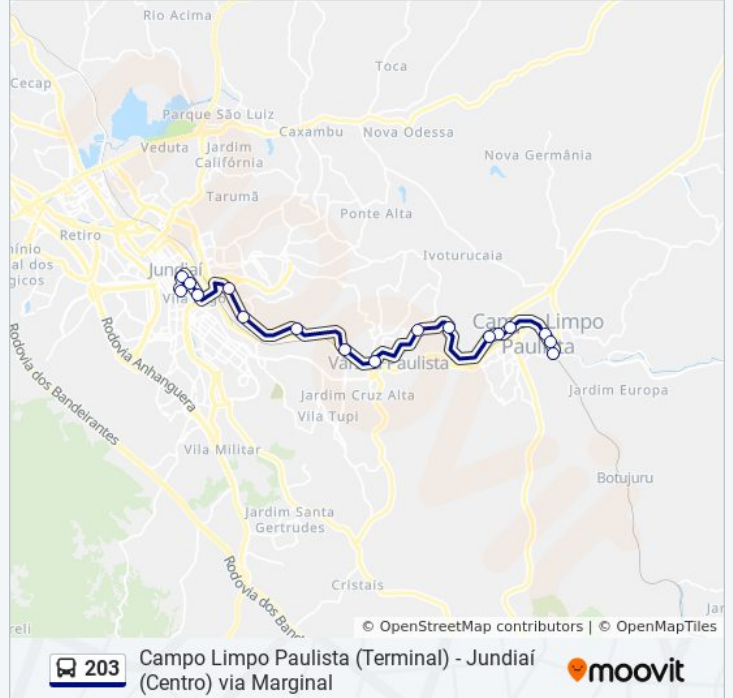 Rio Acima
Toca
Cecap
Parque São Luiz
Caxambu
Nova Odessa
Veduta
Jardim
Califórnia
Nova Germânia
Tarumã
Ponte Alta
Retiro
Ivoturucaia
Jundiaí
Campo Limpo
Paulista
Rodovia Anhanguera
Rodovia dos Bandeirantes
Jardim Cruz Alta
Jardim Europa
Vila Tupi
Vila Militar
Botujuru
Jardim Santa
Gertrudes
Cristais
© OpenStreetMap contributors | © OpenMapTiles
203
Campo Limpo Paulista (Terminal) - Jundiaí
(Centro) via Marginal
moovit